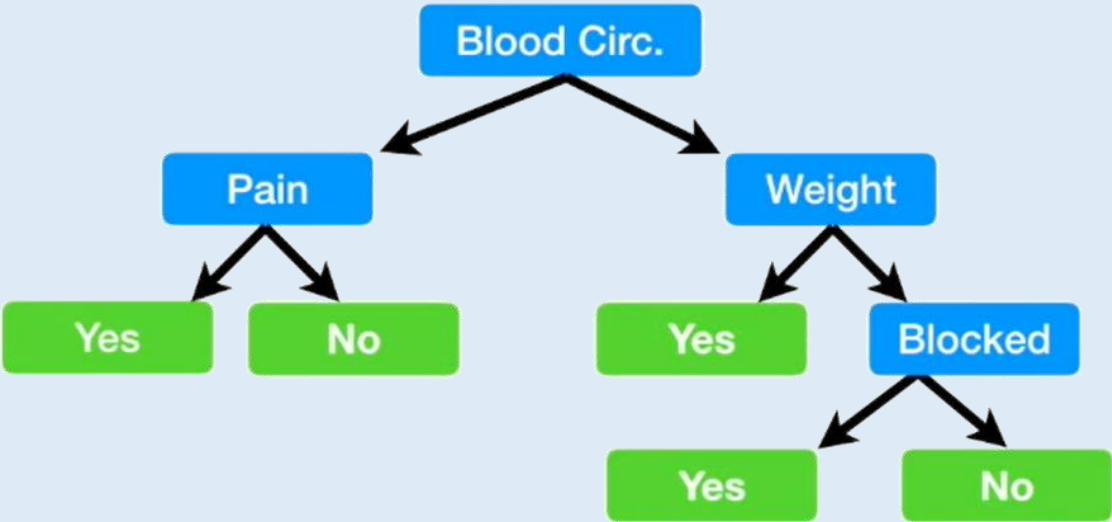 Blood Circ.
Pain
Weight
Yes
No
Yes
Blocked
Yes
No